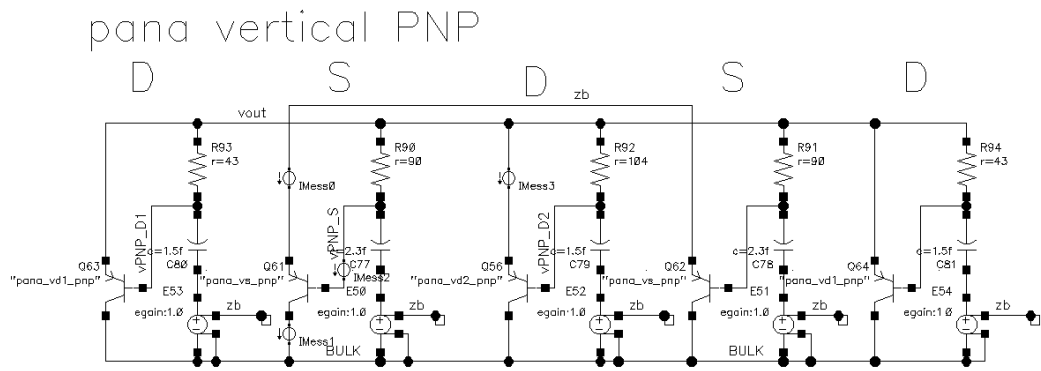 pana vertical PNP
D S D S D
zb
vout
R93 R90 R92 R91 R94
r=43 r=90 r=104 r=90 r=43
IMess0 IMess3
vPNP_D1 vPNP_S vPNP_D2
c=1.5f c=2.3f c=1.5f c=2.3f c=1.5f
Q63 C80 Q61 C77 Q56 C79 Q62 C78 Q64 C81
"pana_vd1_pnp" "pana_vs_pnp" IMess2 "pana_vd2_pnp" "pana_vs_pnp" "pana_vd1_pnp"
E53 E50 E52 E51 E54
zb zb zb zb zb
egain:1.0 egain:1.0 egain:1.0 egain:1.0 egain:1.0
IMess1
BULK BULK